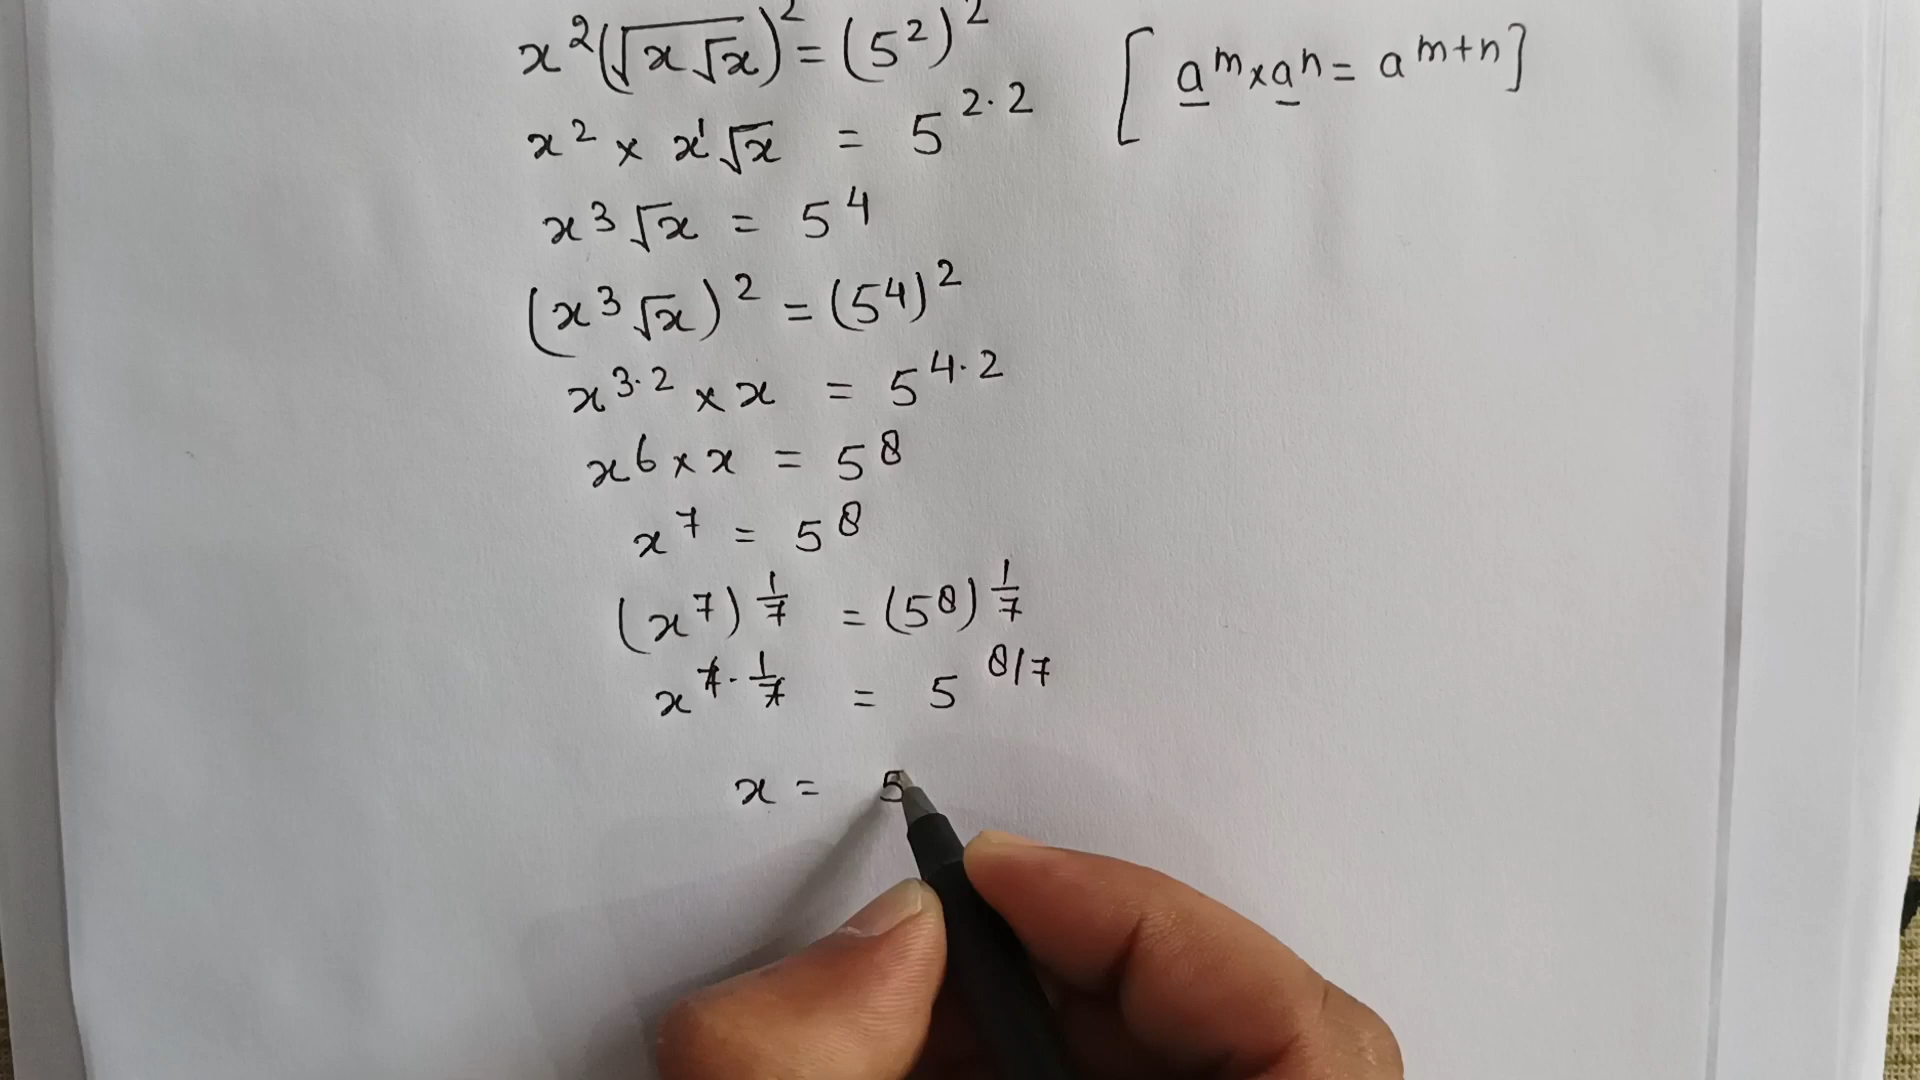 x²(√(x√x))² = (5²)² [aᵐ × aⁿ = aᵐ⁺ⁿ]
x² × x¹√x = 5^(2·2)
x³√x = 5⁴
(x³√x)² = (5⁴)²
x^(3·2) × x = 5^(4·2)
x⁶ × x = 5⁸
x⁷ = 5⁸
(x⁷)^(1/7) = (5⁸)^(1/7)
x^(7·1/7) = 5^(8/7)
x = 5